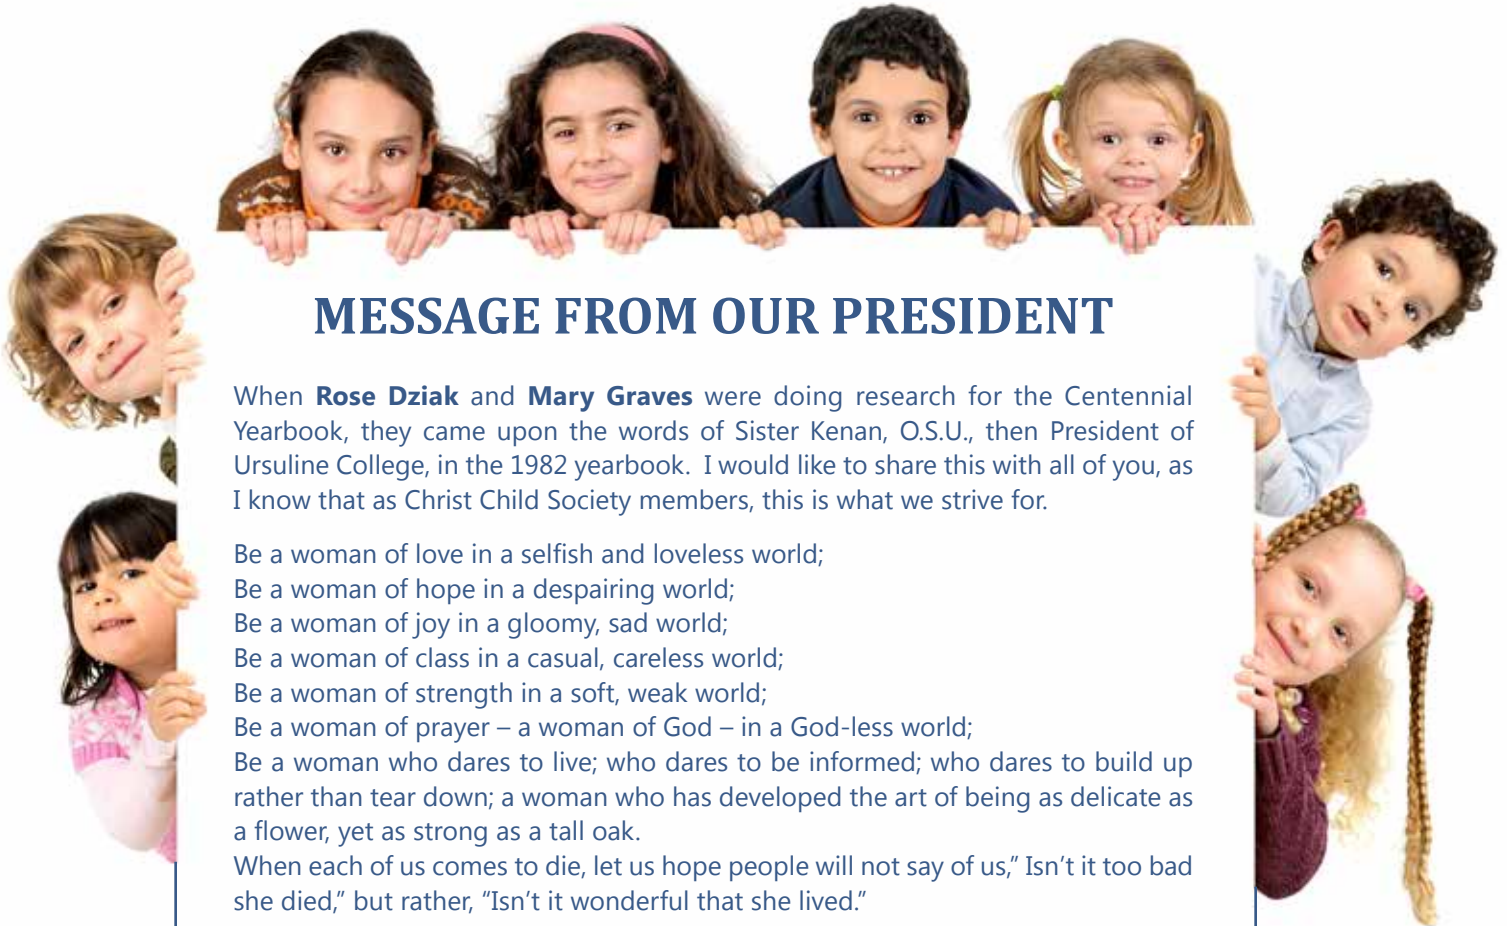 MESSAGE FROM OUR PRESIDENT
When Rose Dziak and Mary Graves were doing research for the Centennial
Yearbook, they came upon the words of Sister Kenan, O.S.U., then President of
Ursuline College, in the 1982 yearbook.  I would like to share this with all of you, as
I know that as Christ Child Society members, this is what we strive for.
Be a woman of love in a selfish and loveless world;
Be a woman of hope in a despairing world;
Be a woman of joy in a gloomy, sad world;
Be a woman of class in a casual, careless world;
Be a woman of strength in a soft, weak world;
Be a woman of prayer – a woman of God – in a God-less world;
Be a woman who dares to live; who dares to be informed; who dares to build up
rather than tear down; a woman who has developed the art of being as delicate as
a flower, yet as strong as a tall oak.
When each of us comes to die, let us hope people will not say of us,” Isn’t it too bad
she died,” but rather, “Isn’t it wonderful that she lived.”